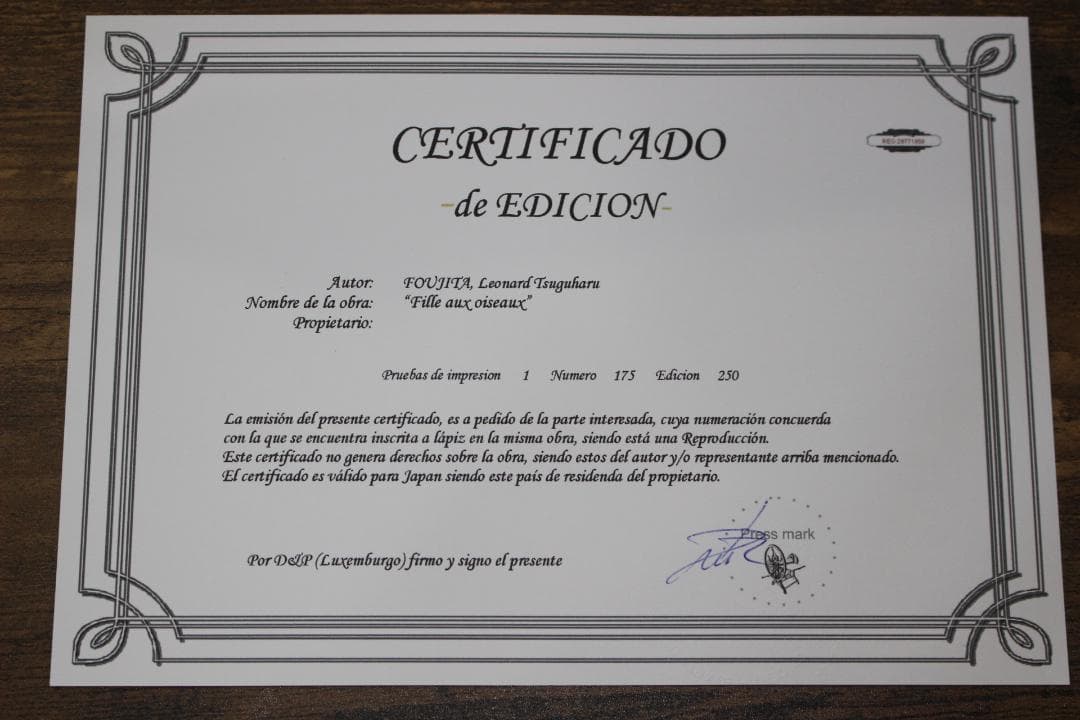 CERTIFICADO
-de EDICION-
REG 28771958
Autor: FOUJITA, Leonard Tsuguharu
Nombre de la obra: "Fille aux oiseaux"
Propietario:
Pruebas de impresion 1 Numero 175 Edicion 250
La emisión del presente certificado, es a pedido de la parte interesada, cuya numeración concuerda
con la que se encuentra inscrita a lápiz en la misma obra, siendo está una Reproducción.
Este certificado no genera derechos sobre la obra, siendo estos del autor y/o representante arriba mencionado.
El certificado es válido para Japan siendo este país de residenda del propietario.
Press mark
Por D&P (Luxemburgo) firmo y signo el presente